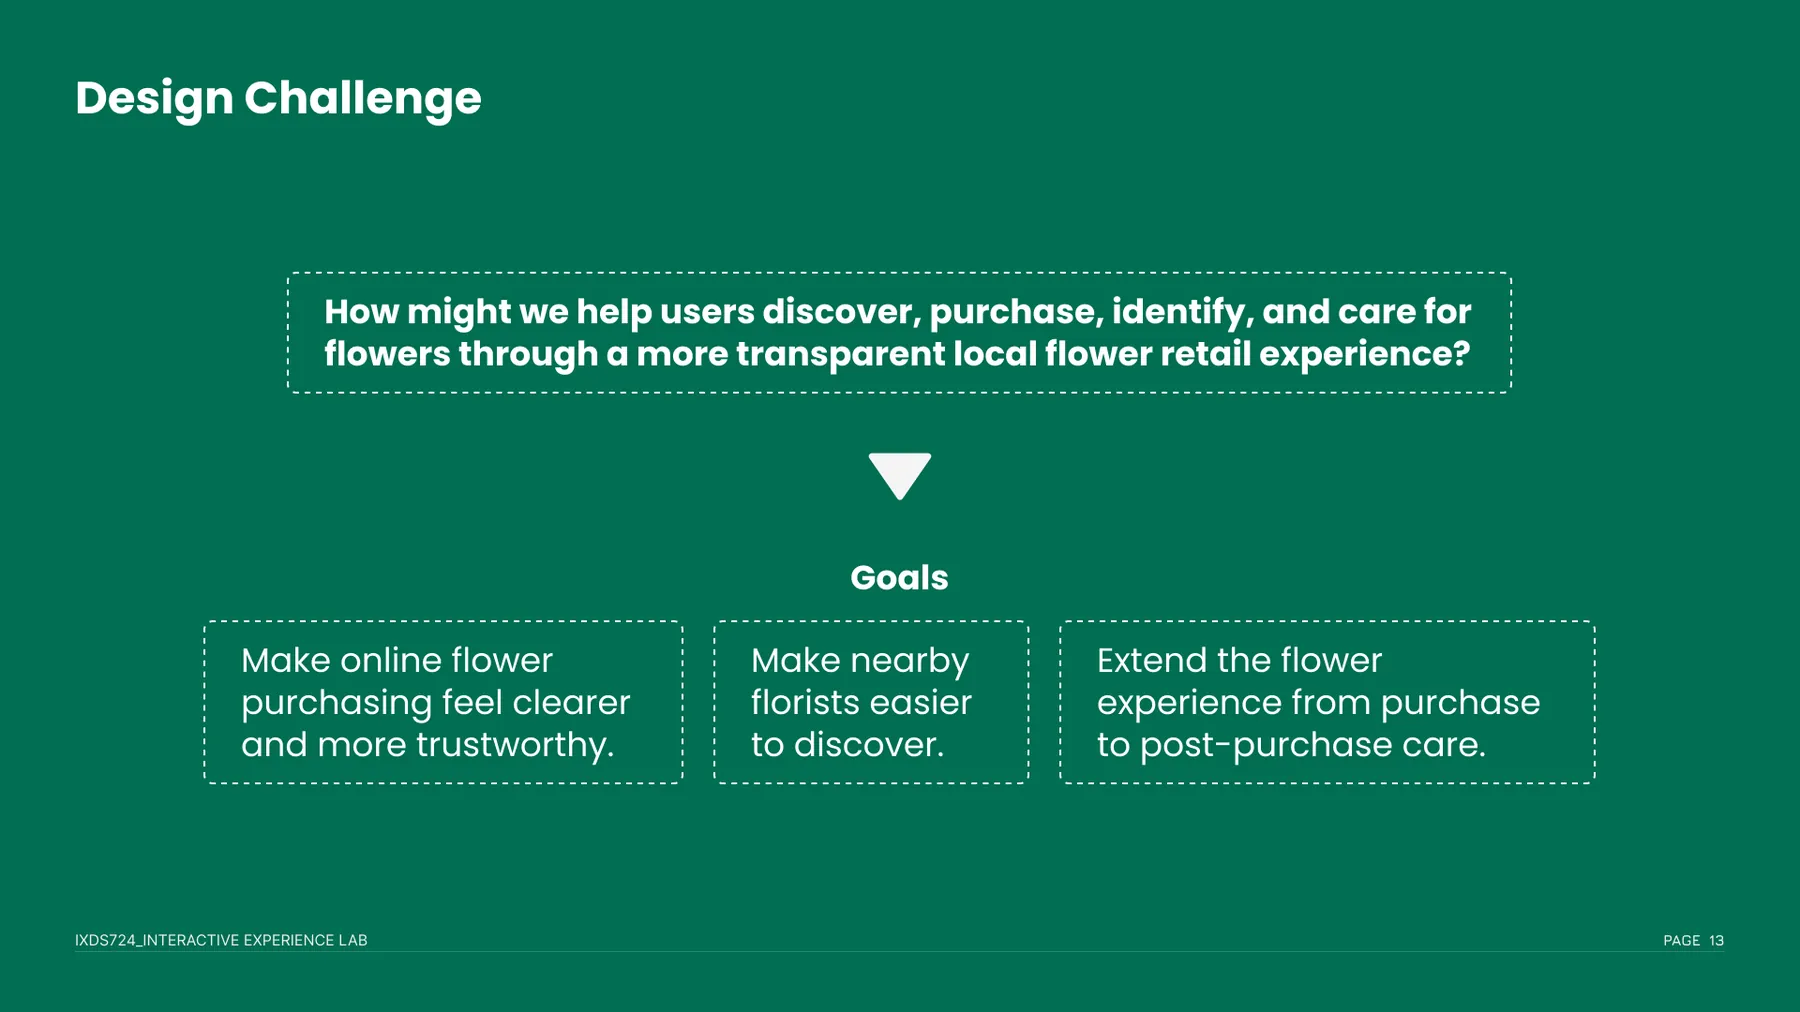 Design Challenge
How might we help users discover, purchase, identify, and care for
flowers through a more transparent local flower retail experience?
Goals
Make online flower
purchasing feel clearer
and more trustworthy.
Make nearby
florists easier
to discover.
Extend the flower
experience from purchase
to post-purchase care.
IXDS724_INTERACTIVE EXPERIENCE LAB
PAGE 13